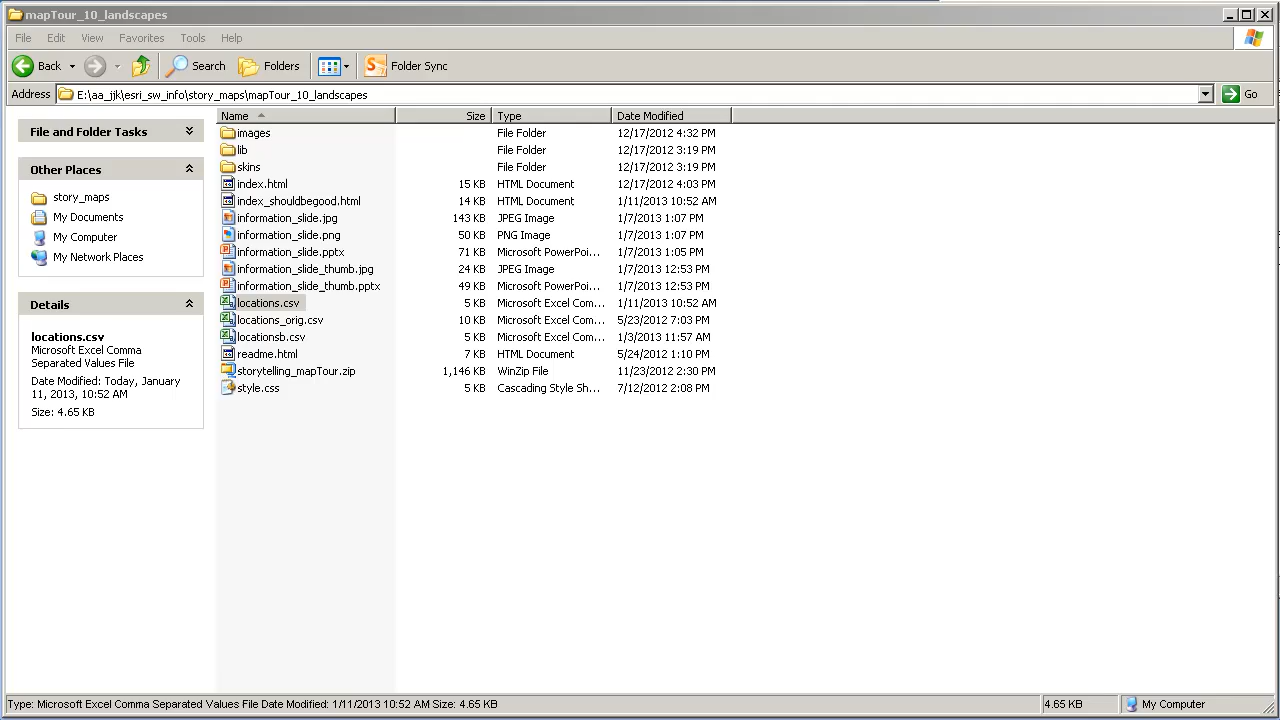 mapTour_10_landscapes
File Edit View Favorites Tools Help
Back Search Folders Folder Sync
Address E:\aa_jjk\esri_sw_info\story_maps\mapTour_10_landscapes Go
File and Folder Tasks
Other Places
story_maps
My Documents
My Computer
My Network Places
Details
locations.csv
Microsoft Excel Comma
Separated Values File
Date Modified: Today, January
11, 2013, 10:52 AM
Size: 4.65 KB
Name Size Type Date Modified
images File Folder 12/17/2012 4:32 PM
lib File Folder 12/17/2012 3:19 PM
skins File Folder 12/17/2012 3:19 PM
index.html 15 KB HTML Document 12/17/2012 4:03 PM
index_shouldbegood.html 14 KB HTML Document 1/11/2013 10:52 AM
information_slide.jpg 143 KB JPEG Image 1/7/2013 1:07 PM
information_slide.png 50 KB PNG Image 1/7/2013 1:07 PM
information_slide.pptx 71 KB Microsoft PowerPoi... 1/7/2013 1:05 PM
information_slide_thumb.jpg 24 KB JPEG Image 1/7/2013 12:53 PM
information_slide_thumb.pptx 49 KB Microsoft PowerPoi... 1/7/2013 12:53 PM
locations.csv 5 KB Microsoft Excel Com... 1/11/2013 10:52 AM
locations_orig.csv 10 KB Microsoft Excel Com... 5/23/2012 7:03 PM
locationsb.csv 5 KB Microsoft Excel Com... 1/3/2013 11:57 AM
readme.html 7 KB HTML Document 5/24/2012 1:10 PM
storytelling_mapTour.zip 1,146 KB WinZip File 11/23/2012 2:30 PM
style.css 5 KB Cascading Style Sh... 7/12/2012 2:08 PM
Type: Microsoft Excel Comma Separated Values File Date Modified: 1/11/2013 10:52 AM Size: 4.65 KB 4.65 KB My Computer